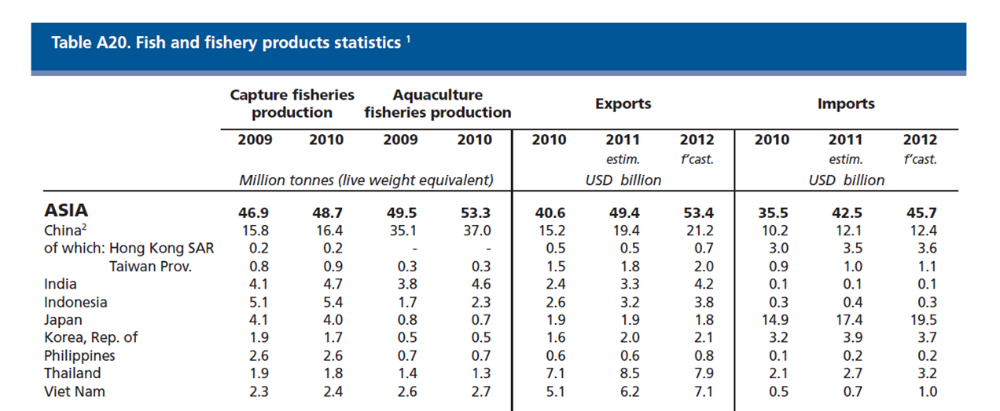 Table A20. Fish and fishery products statistics 1
Capture fisheries production Aquaculture fisheries production Exports Imports
2009 2010 2009 2010 2010 2011 2012 2010 2011 2012
estim. f'cast. estim. f'cast.
Million tonnes (live weight equivalent) USD billion USD billion
ASIA 46.9 48.7 49.5 53.3 40.6 49.4 53.4 35.5 42.5 45.7
China2 15.8 16.4 35.1 37.0 15.2 19.4 21.2 10.2 12.1 12.4
of which: Hong Kong SAR 0.2 0.2 - - 0.5 0.5 0.7 3.0 3.5 3.6
Taiwan Prov. 0.8 0.9 0.3 0.3 1.5 1.8 2.0 0.9 1.0 1.1
India 4.1 4.7 3.8 4.6 2.4 3.3 4.2 0.1 0.1 0.1
Indonesia 5.1 5.4 1.7 2.3 2.6 3.2 3.8 0.3 0.4 0.3
Japan 4.1 4.0 0.8 0.7 1.9 1.9 1.8 14.9 17.4 19.5
Korea, Rep. of 1.9 1.7 0.5 0.5 1.6 2.0 2.1 3.2 3.9 3.7
Philippines 2.6 2.6 0.7 0.7 0.6 0.6 0.8 0.1 0.2 0.2
Thailand 1.9 1.8 1.4 1.3 7.1 8.5 7.9 2.1 2.7 3.2
Viet Nam 2.3 2.4 2.6 2.7 5.1 6.2 7.1 0.5 0.7 1.0